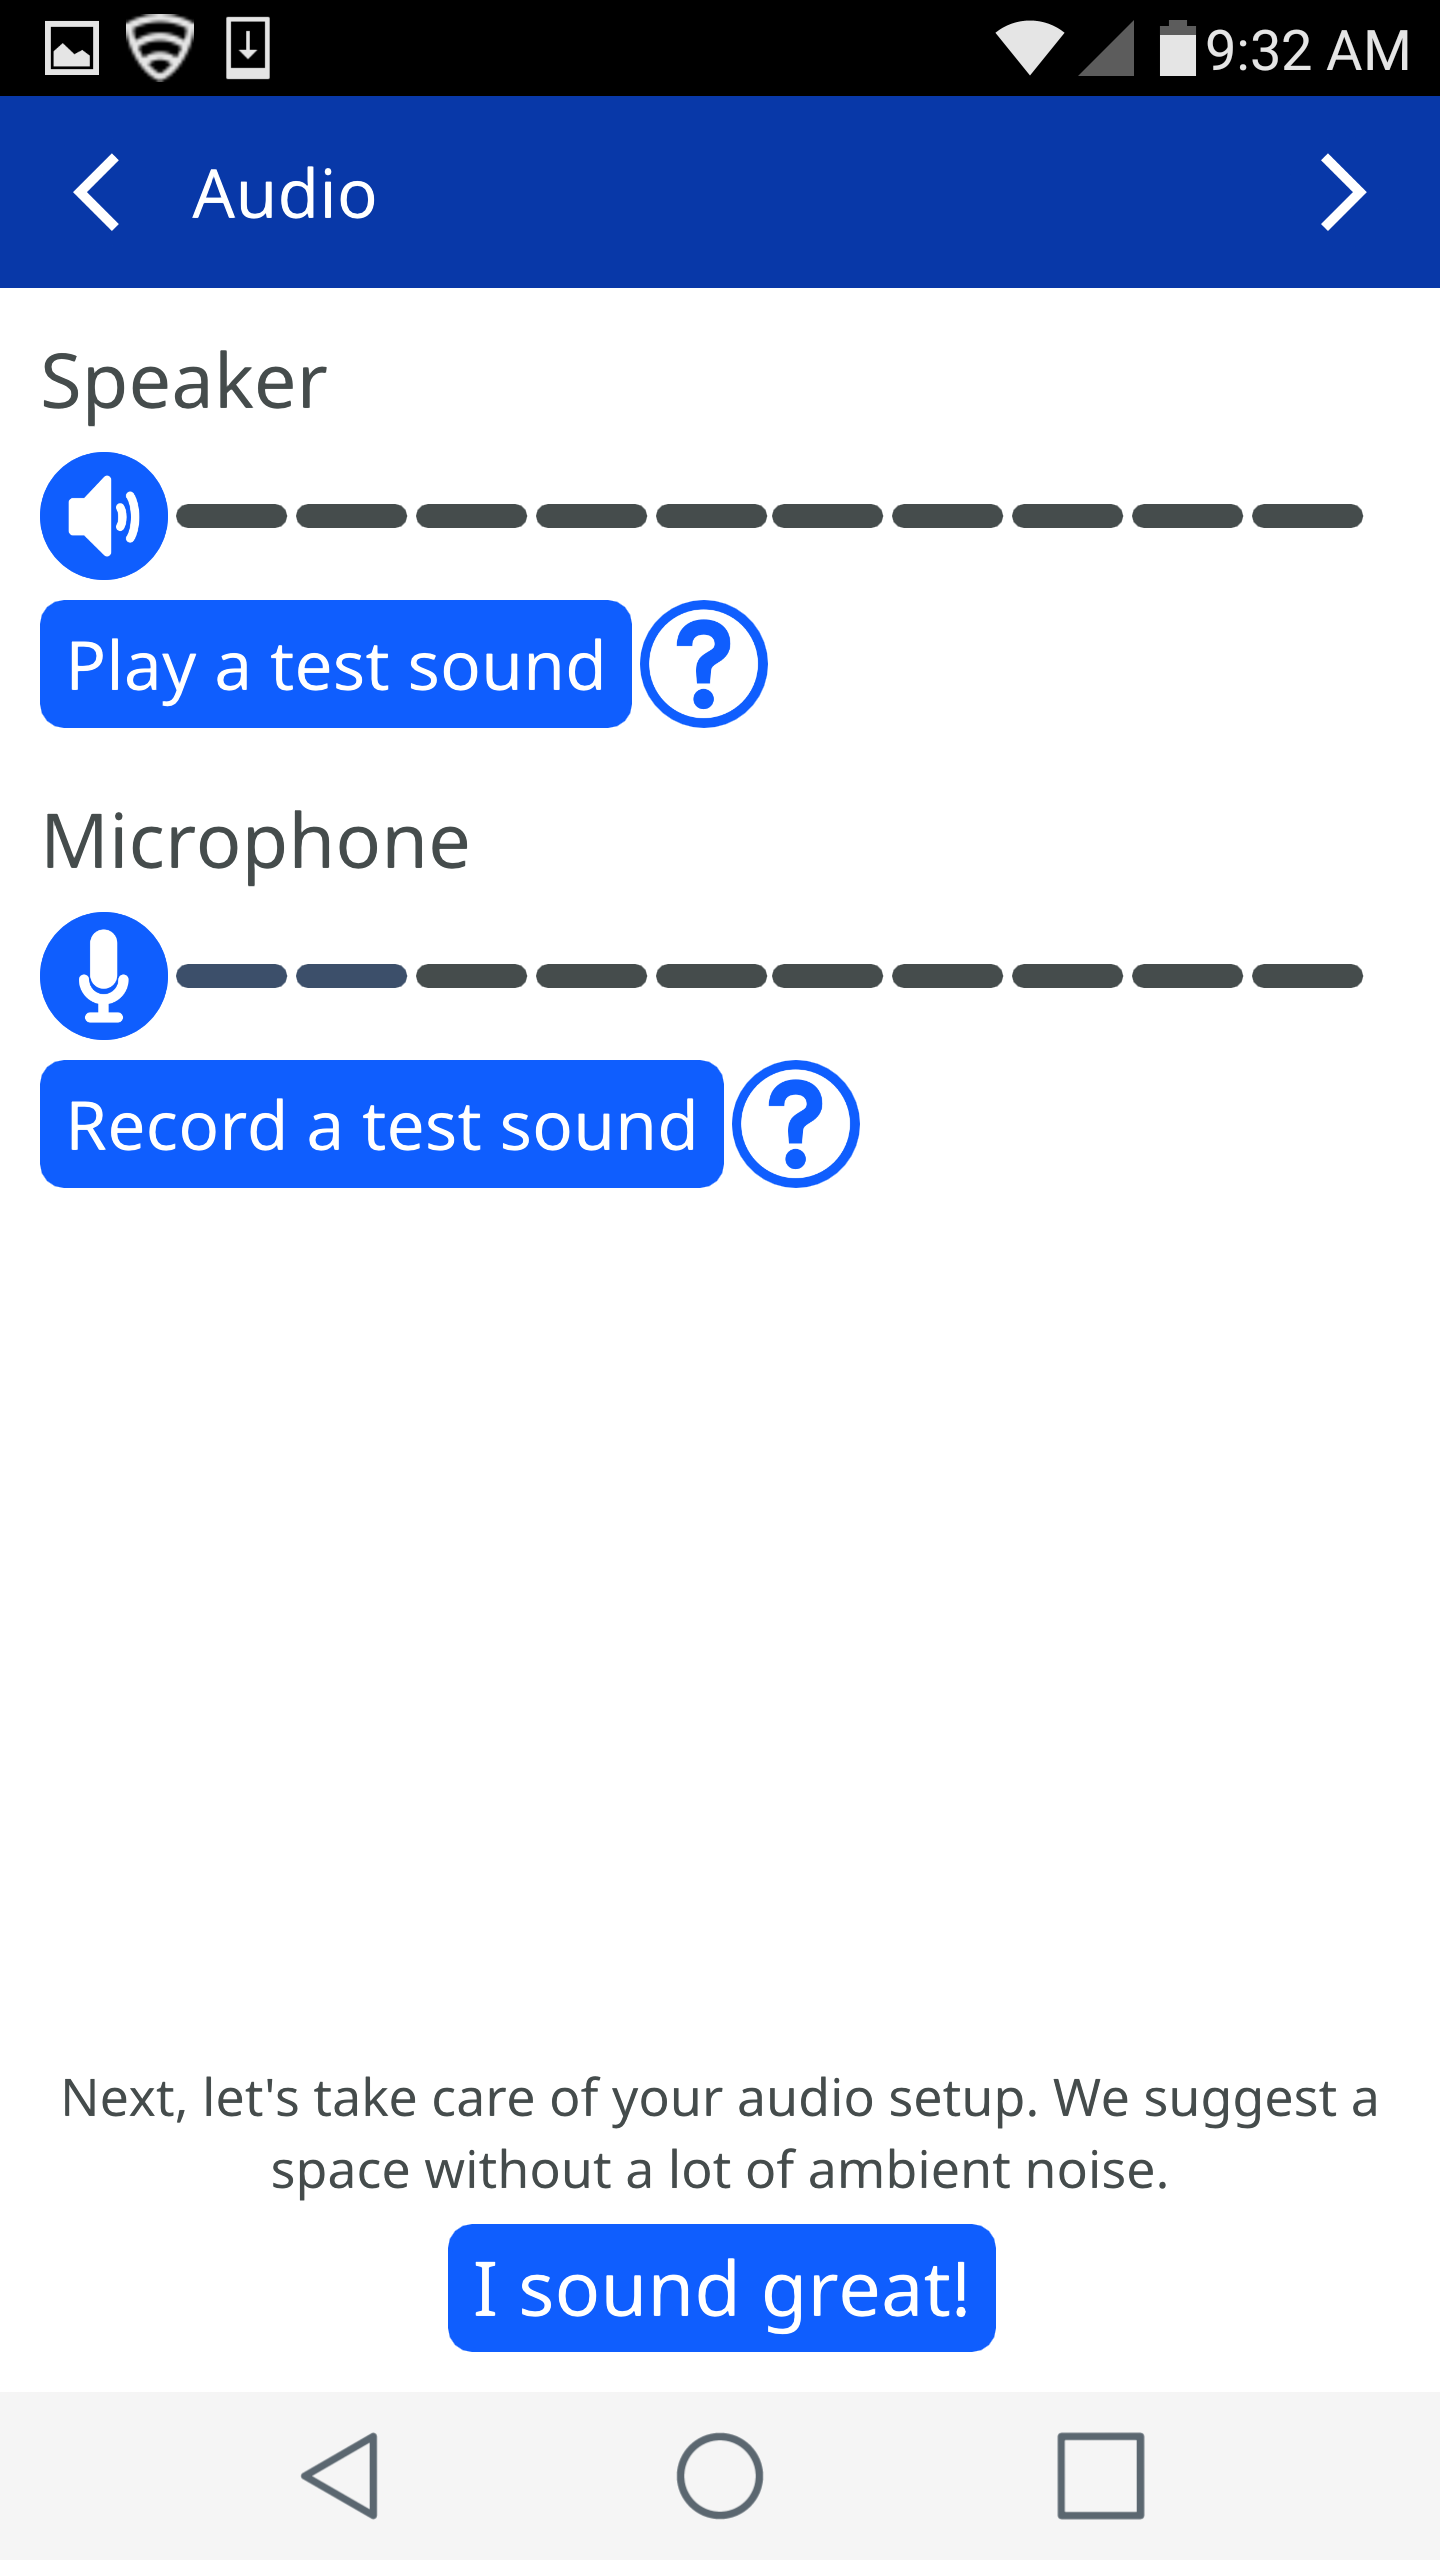 9:32 AM
Audio
Speaker
Play a test sound
Microphone
Record a test sound
Next, let's take care of your audio setup. We suggest a
space without a lot of ambient noise.
I sound great!